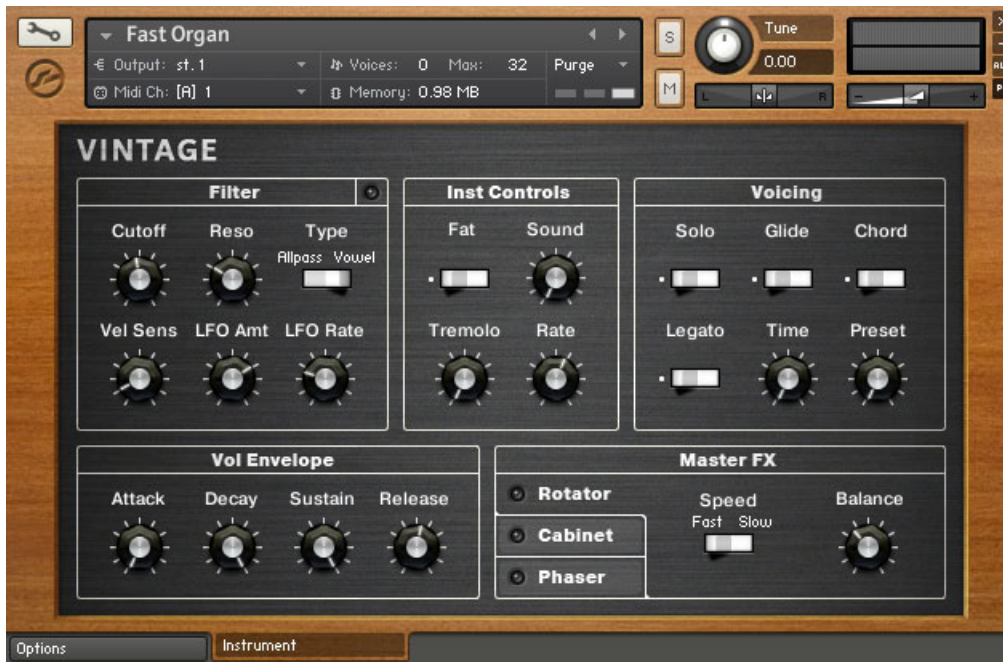 Fast Organ
Output: st.1
Voices: 0 Max: 32
Purge
Midi Ch: [A] 1
Memory: 0.98 MB
S
M
Tune
0.00
L R
- +
VINTAGE
Filter
Cutoff Reso Type
Allpass Vowel
Vel Sens LFO Amt LFO Rate
Inst Controls
Fat Sound
Tremolo Rate
Voicing
Solo Glide Chord
Legato Time Preset
Vol Envelope
Attack Decay Sustain Release
Master FX
Rotator
Cabinet
Phaser
Speed
Fast Slow
Balance
Options
Instrument